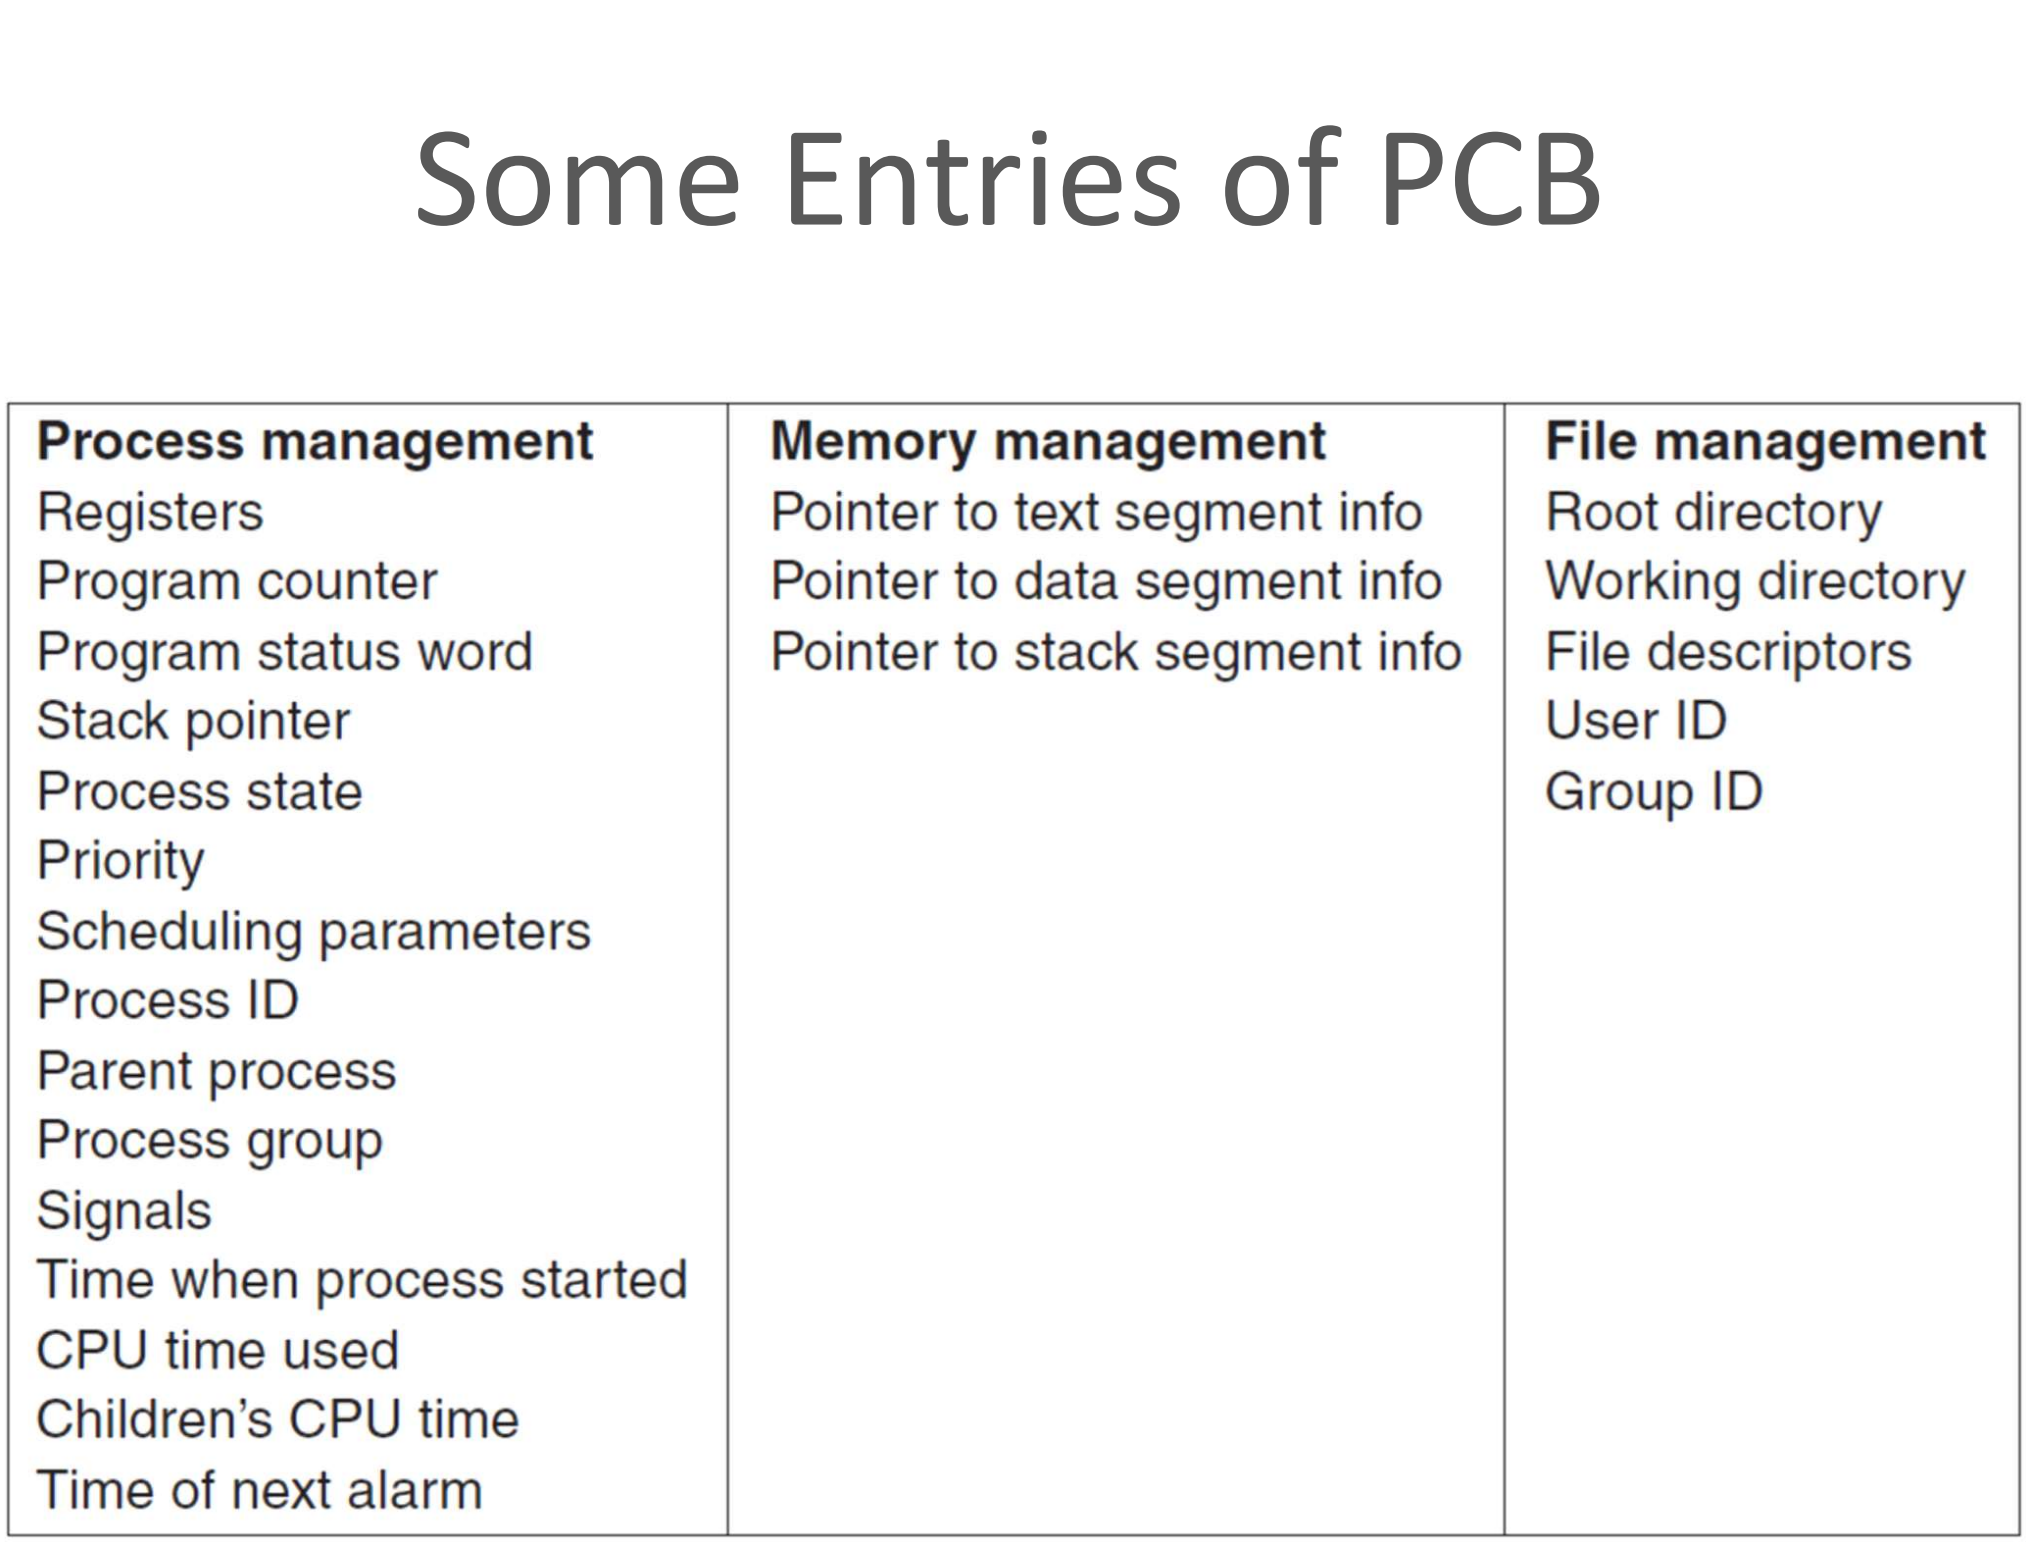 Some Entries of PCB
Process management
Registers
Program counter
Program status word
Stack pointer
Process state
Priority
Scheduling parameters
Process ID
Parent process
Process group
Signals
Time when process started
CPU time used
Children’s CPU time
Time of next alarm
Memory management
Pointer to text segment info
Pointer to data segment info
Pointer to stack segment info
File management
Root directory
Working directory
File descriptors
User ID
Group ID